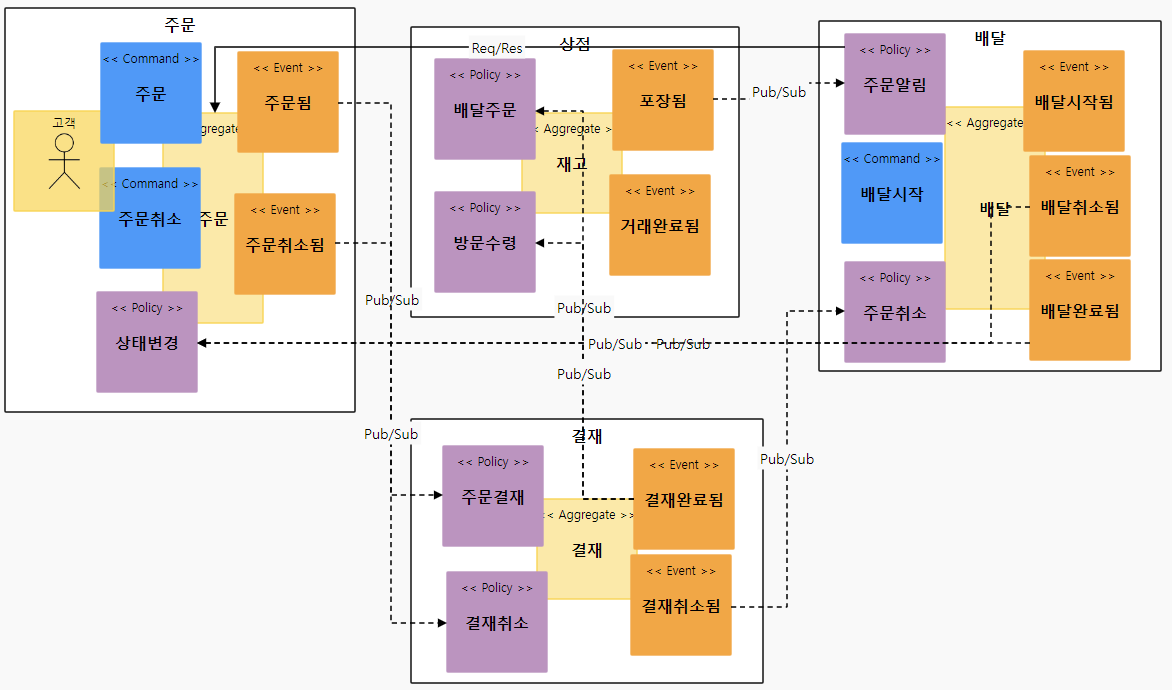 주문
<< Command >>
주문
<< Event >>
주문됨
고객
ggregate
주문
<< Command >>
주문취소
<< Event >>
주문취소됨
<< Policy >>
상태변경
Req/Res
상점
<< Policy >>
배달주문
<< Event >>
포장됨
< Aggregate >
재고
<< Policy >>
방문수령
<< Event >>
거래완료됨
Pub/Sub
배달
<< Policy >>
주문알림
<< Event >>
배달시작됨
<< Aggregate
배달
<< Command >>
배달시작
<< Event >>
배달취소됨
<< Policy >>
주문취소
<< Event >>
배달완료됨
Pub/Sub
Pub/Sub
Pub/Sub
Pub/Sub
Pub/Sub
Pub/Sub
Pub/Sub
결재
<< Policy >>
주문결재
<< Event >>
결재완료됨
< Aggregate >>
결재
<< Policy >>
결재취소
<< Event >>
결재취소됨